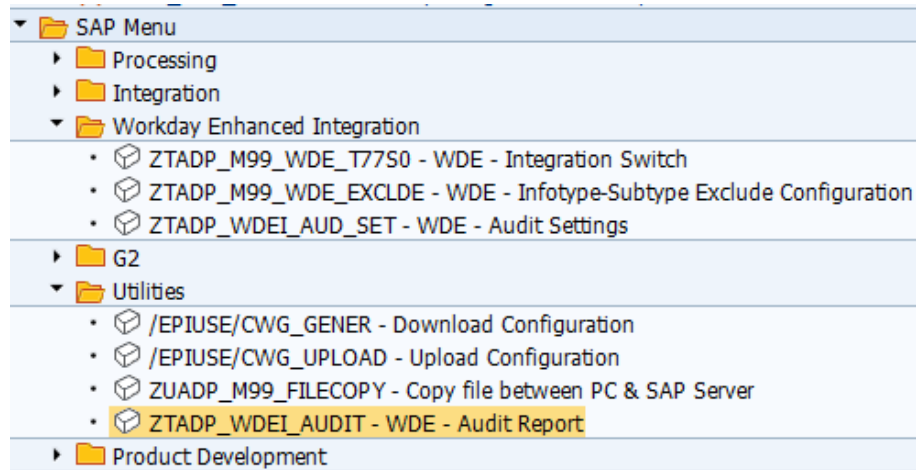 SAP Menu
Processing
Integration
Workday Enhanced Integration
ZTADP_M99_WDE_T77S0 - WDE - Integration Switch
ZTADP_M99_WDE_EXCLDE - WDE - Infotype-Subtype Exclude Configuration
ZTADP_WDEI_AUD_SET - WDE - Audit Settings
G2
Utilities
/EPIUSE/CWG_GENER - Download Configuration
/EPIUSE/CWG_UPLOAD - Upload Configuration
ZUADP_M99_FILECOPY - Copy file between PC & SAP Server
ZTADP_WDEI_AUDIT - WDE - Audit Report
Product Development